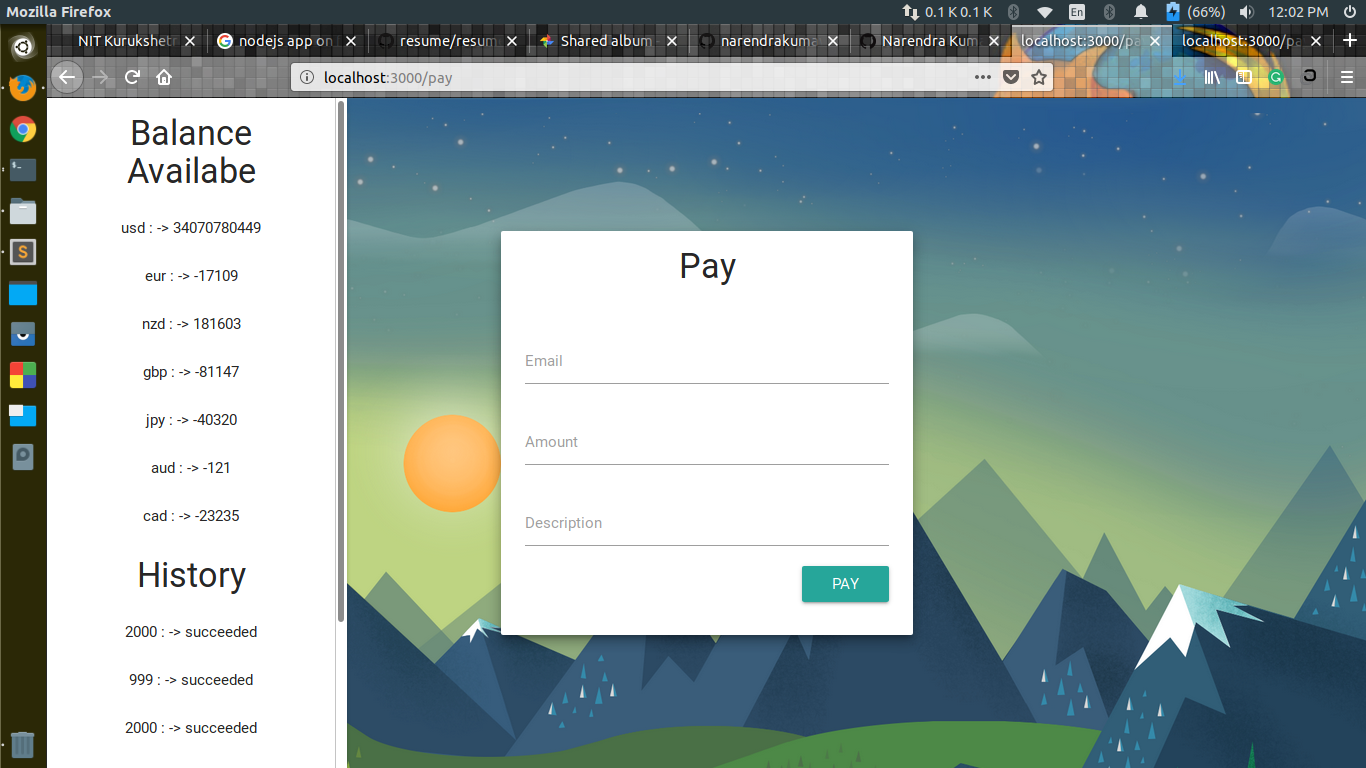 Mozilla Firefox
0.1 K 0.1 K
En
(66%)
12:02 PM
NIT Kurukshetr
nodejs app on
resume/resum
Shared album
narendrakuma
Narendra Kum
localhost:3000/pa
localhost:3000/pa
localhost:3000/pay
Balance
Availabe
usd : -> 34070780449
eur : -> -17109
nzd : -> 181603
gbp : -> -81147
jpy : -> -40320
aud : -> -121
cad : -> -23235
History
2000 : -> succeeded
999 : -> succeeded
2000 : -> succeeded
Pay
Email
Amount
Description
PAY